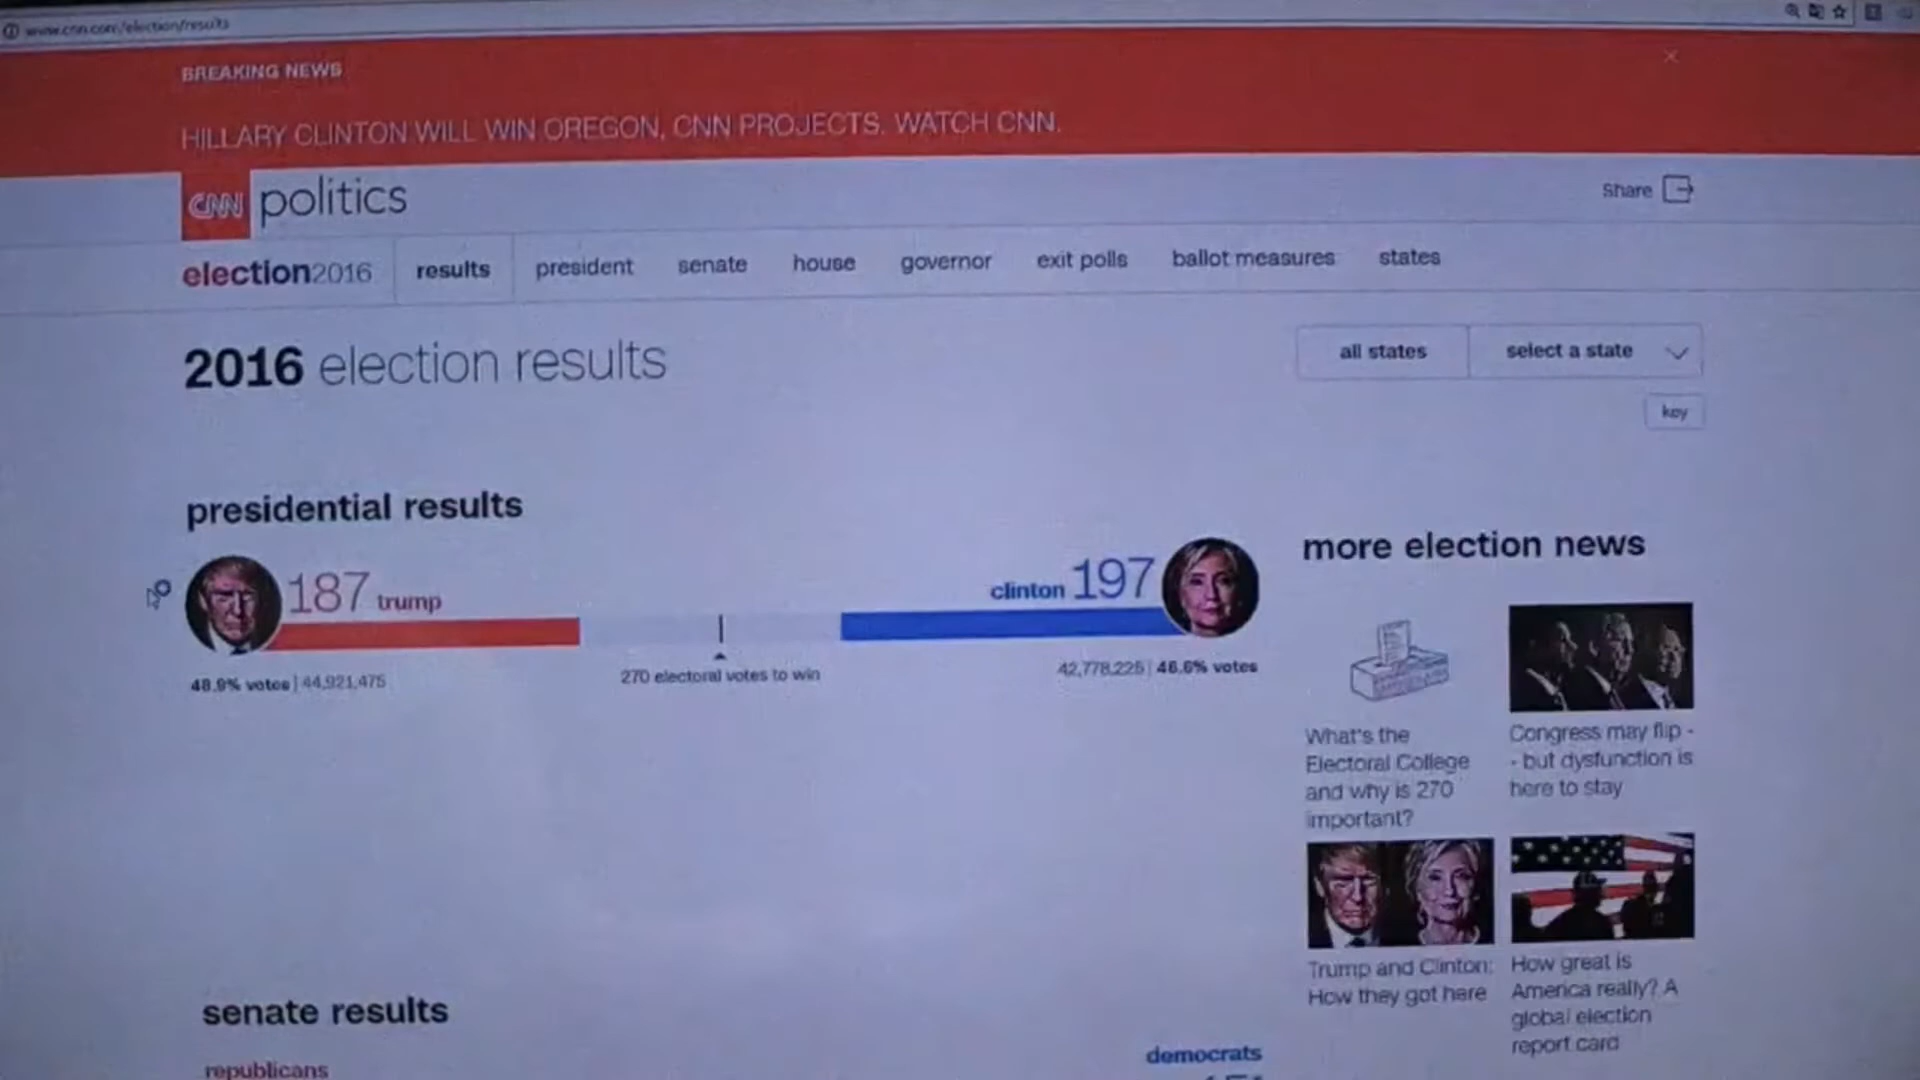 www.cnn.com/election/results
BREAKING NEWS
HILLARY CLINTON WILL WIN OREGON, CNN PROJECTS. WATCH CNN.
CNN politics
Share
election2016 results president senate house governor exit polls ballot measures states
2016 election results
all states select a state
key
presidential results
187 trump
clinton 197
48.9% votes | 44,921,475
270 electoral votes to win
42,778,225 | 46.6% votes
more election news
What's the
Electoral College
and why is 270
important?
Congress may flip -
- but dysfunction is
here to stay
Trump and Clinton:
How they got here
How great is
America really? A
global election
report card
senate results
republicans
democrats